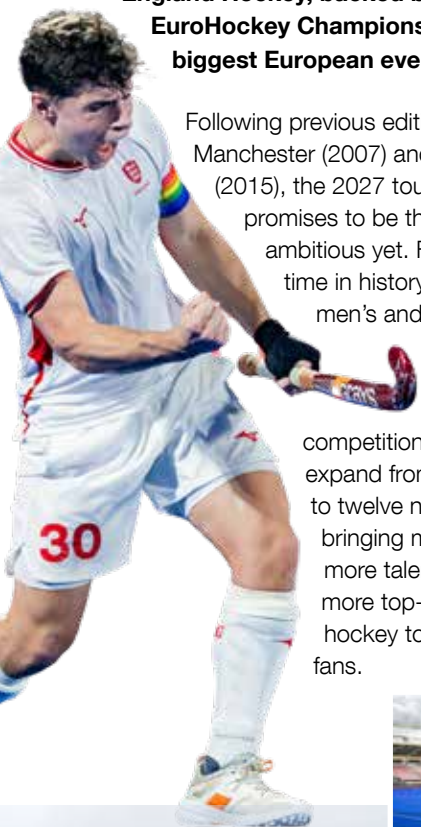 England Hockey, backed b
EuroHockey Champions
biggest European eve
Following previous edit
Manchester (2007) and
(2015), the 2027 tou
promises to be th
ambitious yet. F
time in history
men's and
competition
expand from
to twelve n
bringing m
more tale
more top-
hockey to
fans.
30